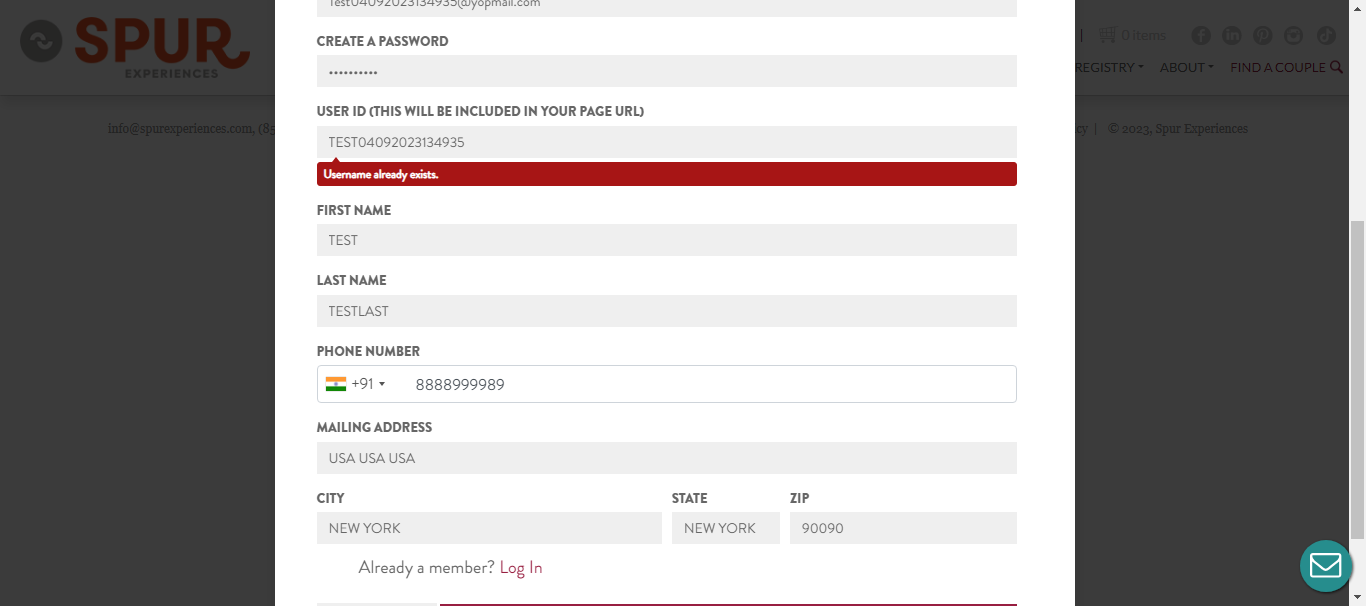 Test04092023134935@yopmail.com
SPUR
EXPERIENCES
| 0 Items
CREATE A PASSWORD
••••••••••
REGISTRY ABOUT FIND A COUPLE
USER ID (THIS WILL BE INCLUDED IN YOUR PAGE URL)
info@spurexperiences.com, (85
cy | © 2023, Spur Experiences
TEST04092023134935
Username already exists.
FIRST NAME
TEST
LAST NAME
TESTLAST
PHONE NUMBER
+91 8888999989
MAILING ADDRESS
USA USA USA
CITY STATE ZIP
NEW YORK NEW YORK 90090
Already a member? Log In